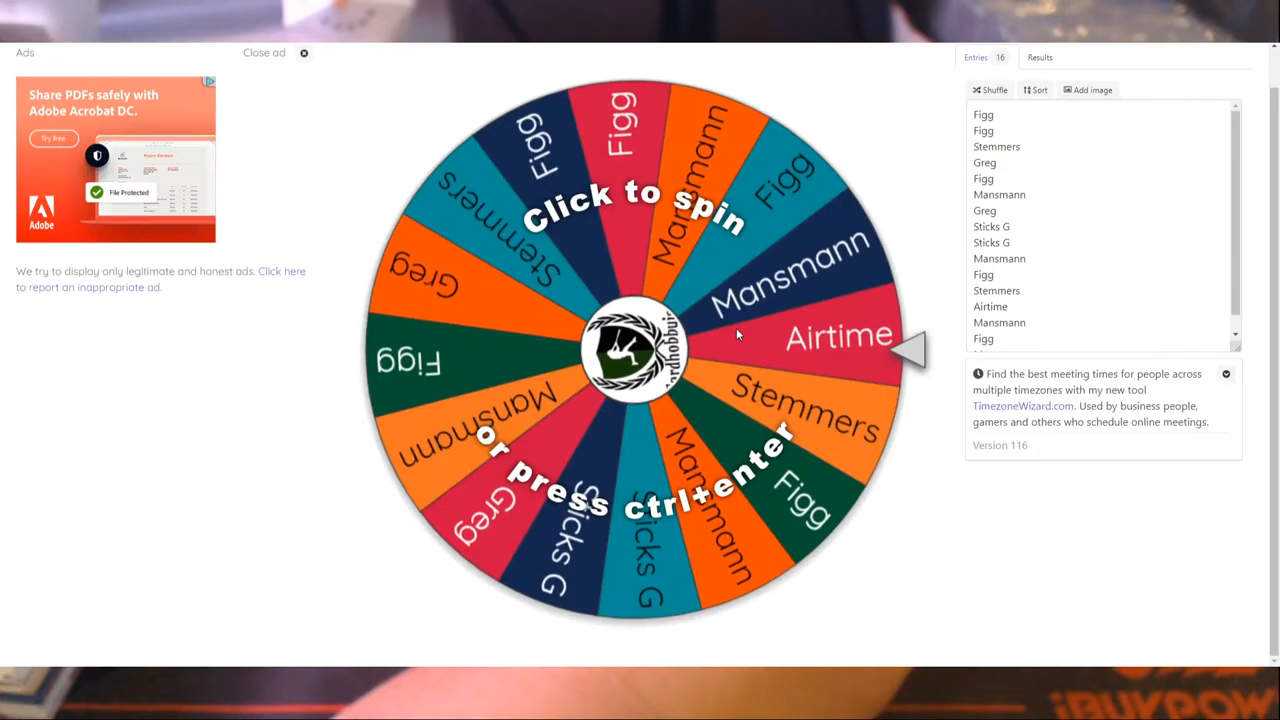 Ads
Close ad
Share PDFs safely with
Adobe Acrobat DC.
Try free
File Protected
Adobe
We try to display only legitimate and honest ads. Click here
to report an inappropriate ad.
Click to spin
or press ctrl+enter
Figg
Mansmann
Figg
Mansmann
Airtime
Stemmers
Figg
Mansmann
Sticks G
Sticks G
Greg
Mansmann
Figg
Greg
Stemmers
Figg
Entries 16
Results
Shuffle
Sort
Add image
Figg
Figg
Stemmers
Greg
Figg
Mansmann
Greg
Sticks G
Sticks G
Mansmann
Figg
Stemmers
Airtime
Mansmann
Figg
Find the best meeting times for people across
multiple timezones with my new tool
TimezoneWizard.com. Used by business people,
gamers and others who schedule online meetings.
Version 116
iBUYPOW